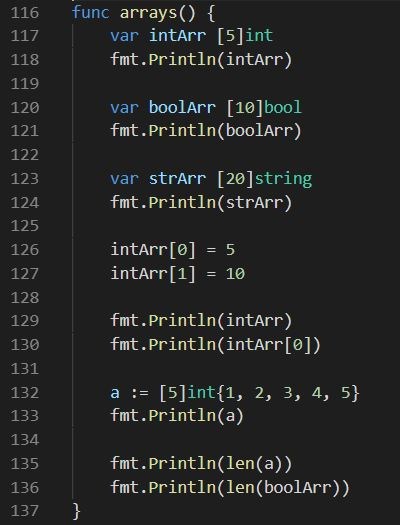 116 func arrays() {
117     var intArr [5]int
118     fmt.Println(intArr)
119
120     var boolArr [10]bool
121     fmt.Println(boolArr)
122
123     var strArr [20]string
124     fmt.Println(strArr)
125
126     intArr[0] = 5
127     intArr[1] = 10
128
129     fmt.Println(intArr)
130     fmt.Println(intArr[0])
131
132     a := [5]int{1, 2, 3, 4, 5}
133     fmt.Println(a)
134
135     fmt.Println(len(a))
136     fmt.Println(len(boolArr))
137 }